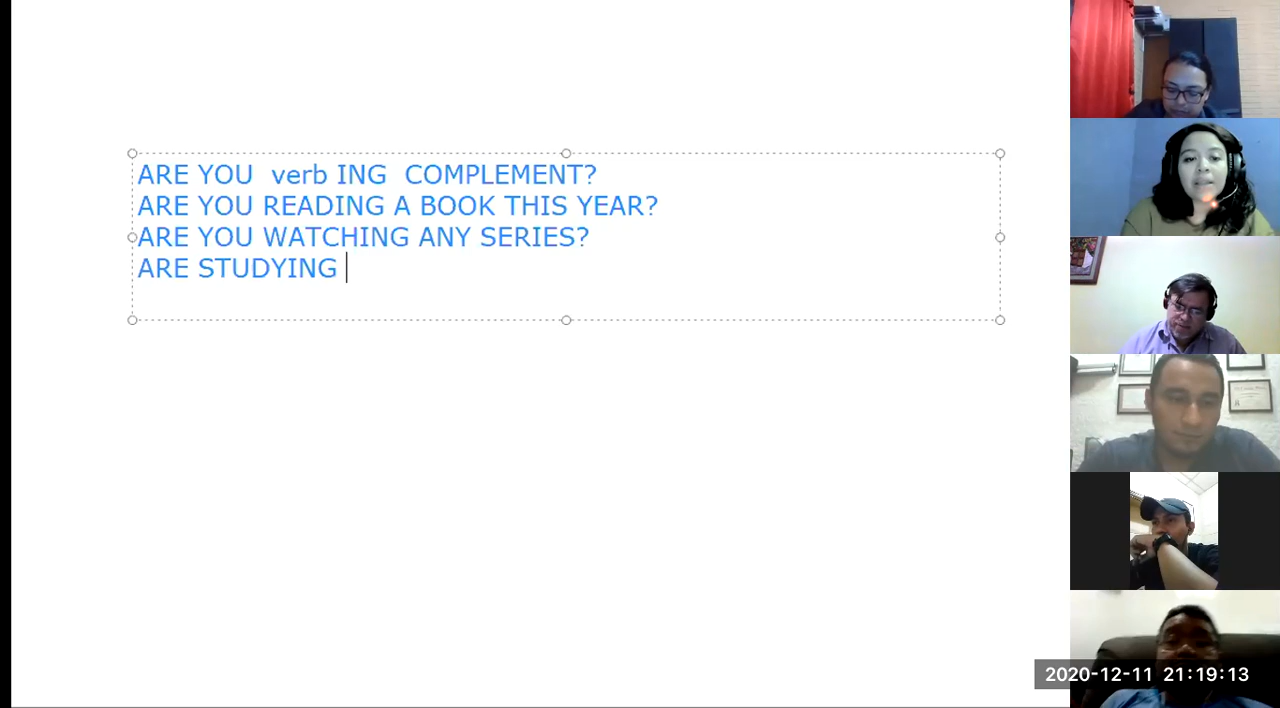 ARE YOU verb ING COMPLEMENT?
ARE YOU READING A BOOK THIS YEAR?
ARE YOU WATCHING ANY SERIES?
ARE STUDYING
2020-12-11 21:19:13